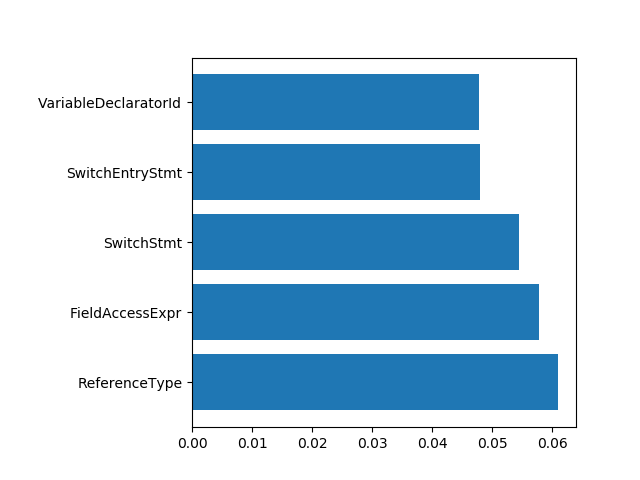 VariableDeclaratorId
SwitchEntryStmt
SwitchStmt
FieldAccessExpr
ReferenceType
0.00 0.01 0.02 0.03 0.04 0.05 0.06